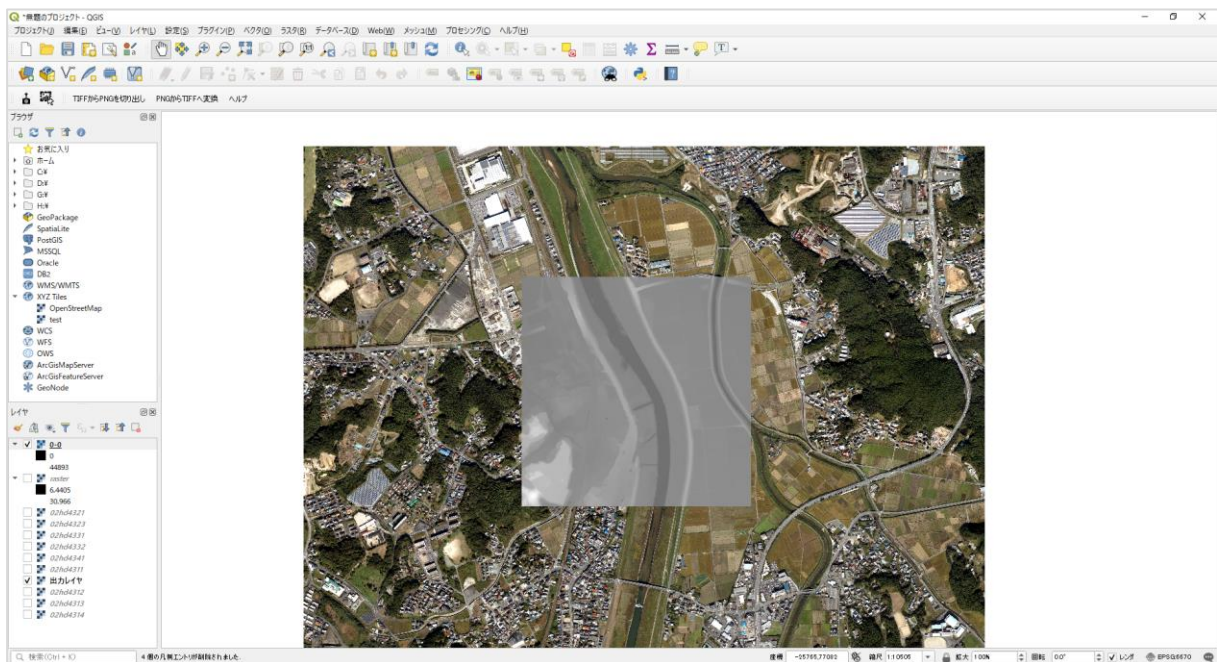 *無題のプロジェクト - QGIS
プロジェクト(J) 編集(E) ビュー(V) レイヤ(L) 設定(S) プラグイン(P) ベクタ(O) ラスタ(R) データベース(D) Web(W) メッシュ(M) プロセシング(C) ヘルプ(H)
TIFFからPNGを切り出し PNGからTIFFへ変換 ヘルプ
ブラウザ
お気に入り
ホーム
C:¥
D:¥
G:¥
H:¥
GeoPackage
SpatiaLite
PostGIS
MSSQL
Oracle
DB2
WMS/WMTS
XYZ Tiles
OpenStreetMap
test
WCS
WFS
OWS
ArcGisMapServer
ArcGisFeatureServer
GeoNode
レイヤ
0-0
0
44893
raster
6.4405
30.966
02hd4321
02hd4323
02hd4331
02hd4332
02hd4341
02hd4311
出力レイヤ
02hd4312
02hd4313
02hd4314
検索(Ctrl + K) 4 個の凡例エントリが削除されました. 座標 -25765,77082 縮尺 1:10505 拡大 100% 回転 0.0° レンダ EPSG:6670